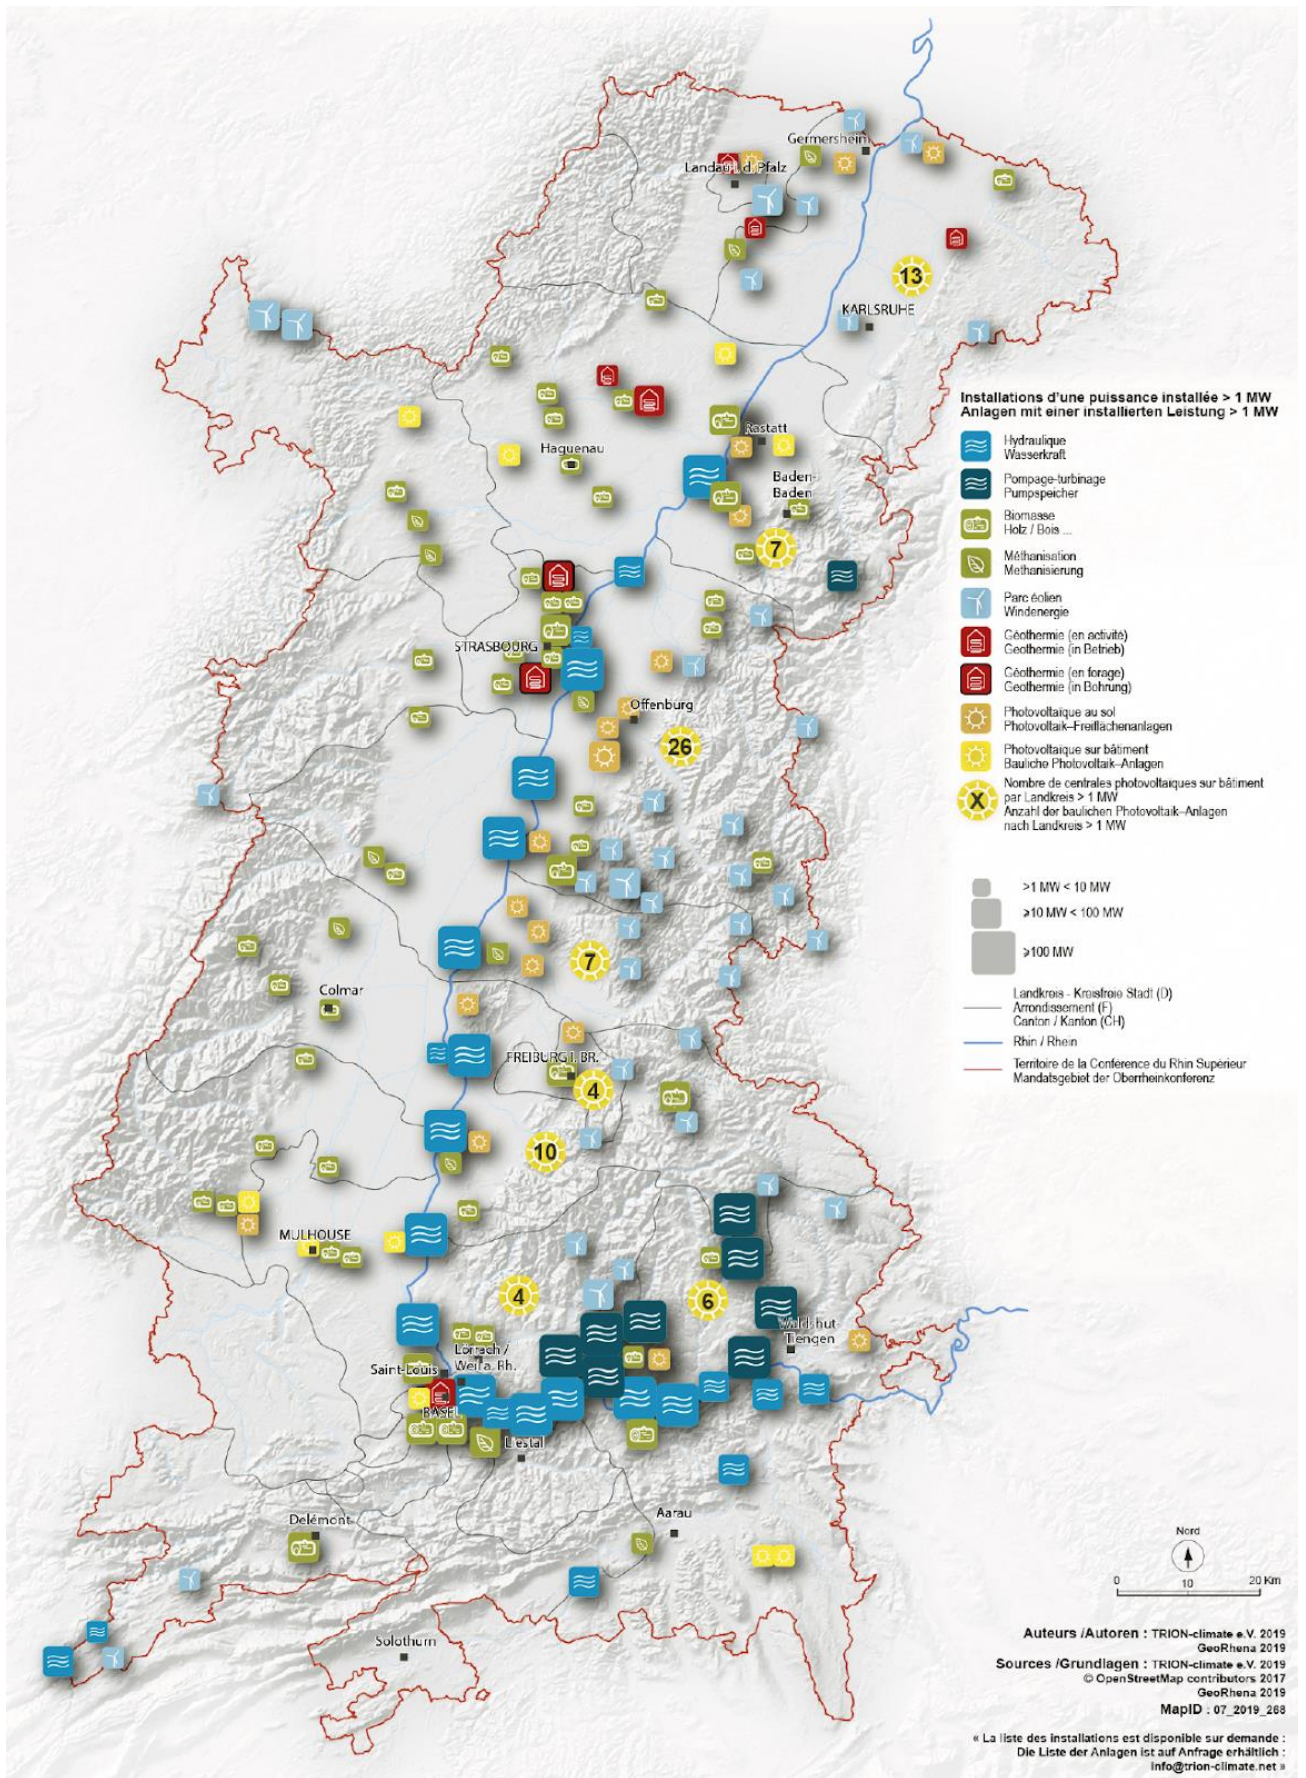 Germersheim
Landau i. d. Pfalz
13
KARLSRUHE
Rastatt
Haguenau
Baden-
Baden
7
STRASBOURG
Offenburg
26
7
Colmar
FREIBURG I. BR.
4
10
MULHOUSE
4
6
Waldshut-
Tiengen
Lörrach /
Weil a. Rh.
Saint-Louis
BASEL
Liestal
Aarau
Delémont
Solothurn
Installations d'une puissance installée > 1 MW
Anlagen mit einer installierten Leistung > 1 MW
Hydraulique
Wasserkraft
Pompage-turbinage
Pumpspeicher
Biomasse
Holz / Bois ...
Méthanisation
Methanisierung
Parc éolien
Windenergie
Géothermie (en activité)
Geothermie (in Betrieb)
Géothermie (en forage)
Geothermie (in Bohrung)
Photovoltaïque au sol
Photovoltaik-Freiflächenanlagen
Photovoltaïque sur bâtiment
Bauliche Photovoltaik-Anlagen
X
Nombre de centrales photovoltaïques sur bâtiment
par Landkreis > 1 MW
Anzahl der baulichen Photovoltaik-Anlagen
nach Landkreis > 1 MW
>1 MW < 10 MW
≥10 MW < 100 MW
≥100 MW
Landkreis - Kreisfreie Stadt (D)
Arrondissement (F)
Canton / Kanton (CH)
Rhin / Rhein
Territoire de la Conférence du Rhin Supérieur
Mandatsgebiet der Oberrheinkonferenz
Nord
0 10 20 Km
Auteurs /Autoren : TRION-climate e.V. 2019
GeoRhena 2019
Sources /Grundlagen : TRION-climate e.V. 2019
© OpenStreetMap contributors 2017
GeoRhena 2019
MapID : 07_2019_268
« La liste des installations est disponible sur demande :
Die Liste der Anlagen ist auf Anfrage erhältlich :
info@trion-climate.net »